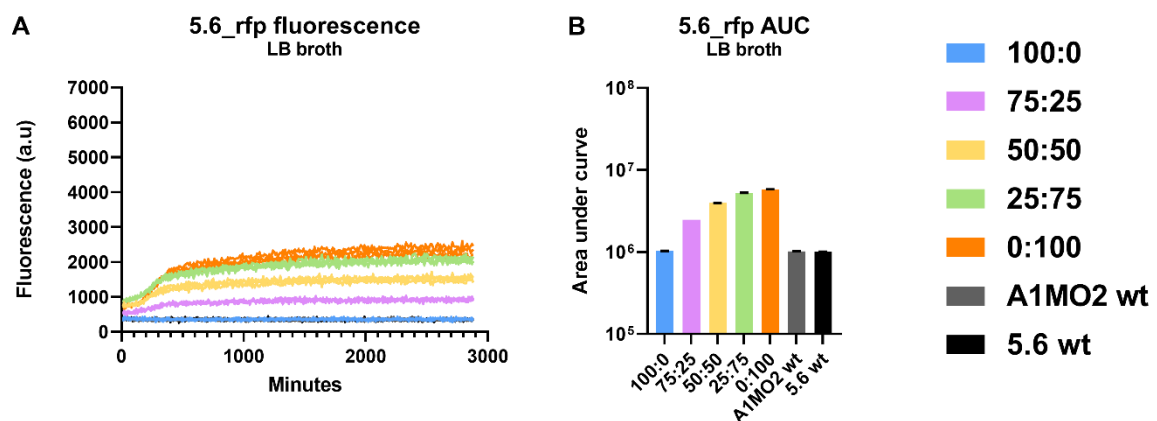 A
5.6_rfp fluorescence
LB broth
Fluorescence (a.u)
7000
6000
5000
4000
3000
2000
1000
0
0
1000
2000
3000
Minutes
B
5.6_rfp AUC
LB broth
Area under curve
10⁸
10⁷
10⁶
10⁵
100:0
75:25
50:50
25:75
0:100
A1MO2 wt
5.6 wt
100:0
75:25
50:50
25:75
0:100
A1MO2 wt
5.6 wt